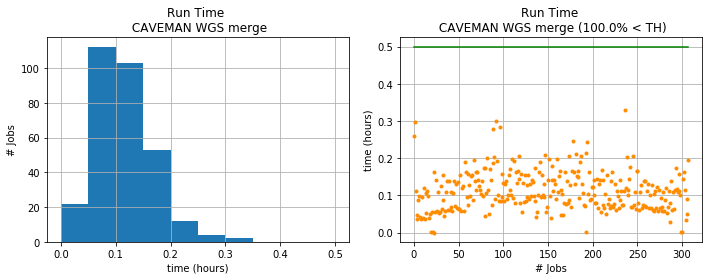 Run Time
CAVEMAN WGS merge
# Jobs
100
80
60
40
20
0
0.0 0.1 0.2 0.3 0.4 0.5
time (hours)
Run Time
CAVEMAN WGS merge (100.0% < TH)
time (hours)
0.5
0.4
0.3
0.2
0.1
0.0
0 50 100 150 200 250 300
# Jobs